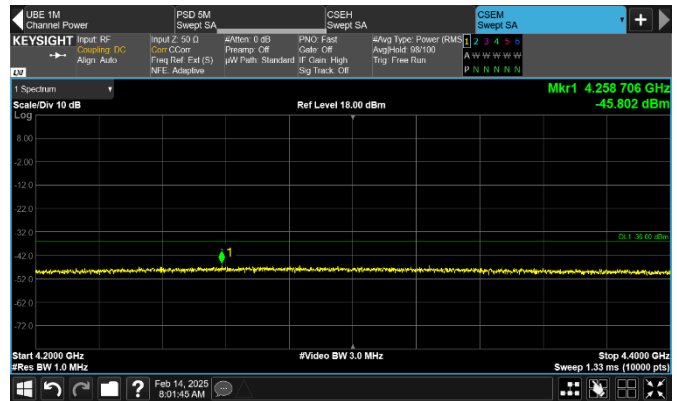 UBE 1M
Channel Power
PSD 5M
Swept SA
CSEH
Swept SA
CSEM
Swept SA
KEYSIGHT
Input: RF
Coupling: DC
Align: Auto
LXI
Input Z: 50 Ω
Corr CCorr
Freq Ref: Ext (S)
NFE: Adaptive
#Atten: 0 dB
Preamp: Off
µW Path: Standard
PNO: Fast
Gate: Off
IF Gain: High
Sig Track: Off
#Avg Type: Power (RMS)
Avg|Hold: 98/100
Trig: Free Run
1 2 3 4 5 6
A W W W W W
P N N N N N
1 Spectrum
Scale/Div 10 dB
Log
Ref Level 18.00 dBm
Mkr1 4.258 706 GHz
-45.802 dBm
8.00
-2.00
-12.0
-22.0
-32.0
DL1 -36.00 dBm
-42.0
1
-52.0
-62.0
-72.0
Start 4.2000 GHz
#Res BW 1.0 MHz
#Video BW 3.0 MHz
Stop 4.4000 GHz
Sweep 1.33 ms (10000 pts)
?
Feb 14, 2025
8:01:45 AM